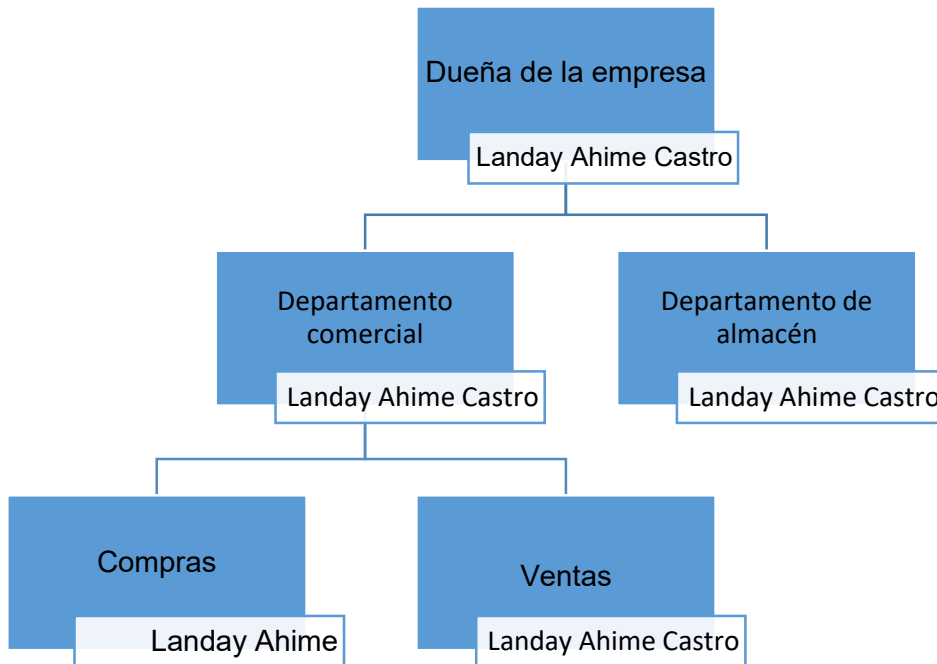 Dueña de la empresa
Landay Ahime Castro
Departamento
comercial
Landay Ahime Castro
Departamento de
almacén
Landay Ahime Castro
Compras
Landay Ahime
Ventas
Landay Ahime Castro